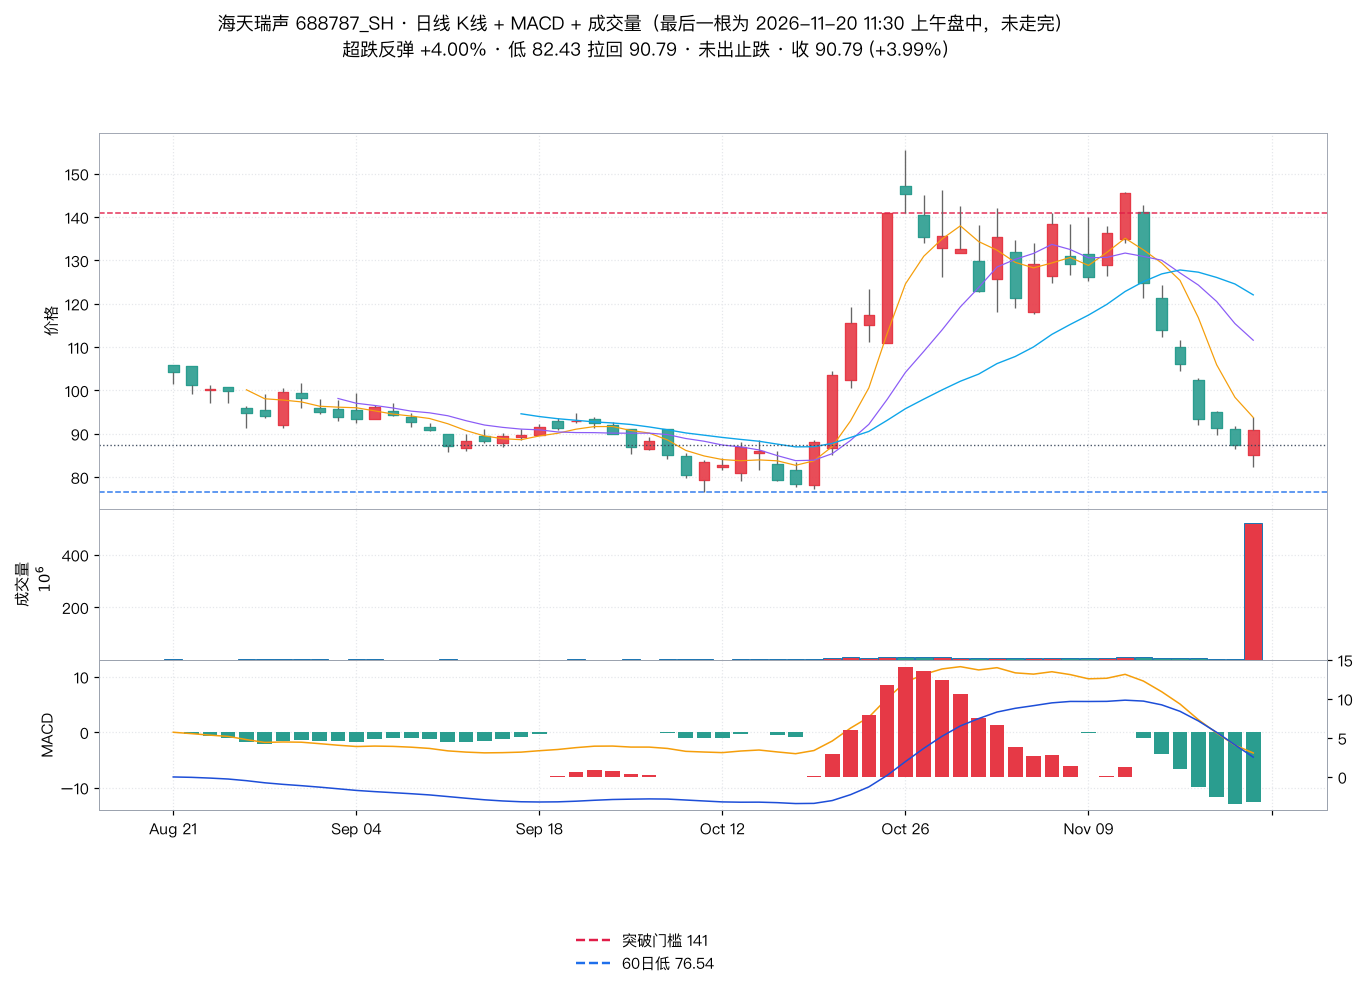 海天瑞声 688787_SH · 日线 K线 + MACD + 成交量（最后一根为 2026-11-20 11:30 上午盘中，未走完）
超跌反弹 +4.00% · 低 82.43 拉回 90.79 · 未出止跌 · 收 90.79 (+3.99%)
价格
150
140
130
120
110
100
90
80
成交量
10⁶
400
200
MACD
10
0
−10
15
10
5
0
Aug 21
Sep 04
Sep 18
Oct 12
Oct 26
Nov 09
突破门槛 141
60日低 76.54